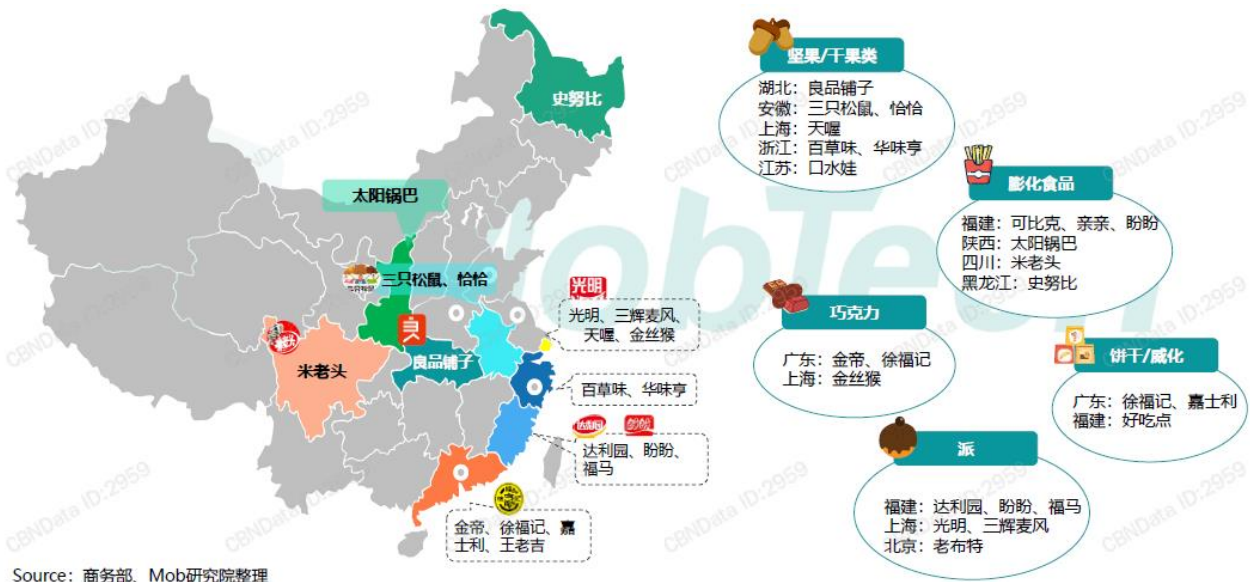 史努比
太阳锅巴
三只松鼠、恰恰
光明
光明、三辉麦风、
天喔、金丝猴
良品铺子
米老头
百草味、华味亨
达利园
盼盼
达利园、盼盼、
福马
金帝、徐福记、嘉
士利、王老吉
坚果/干果类
湖北：良品铺子
安徽：三只松鼠、恰恰
上海：天喔
浙江：百草味、华味亨
江苏：口水娃
膨化食品
福建：可比克、亲亲、盼盼
陕西：太阳锅巴
四川：米老头
黑龙江：史努比
巧克力
广东：金帝、徐福记
上海：金丝猴
饼干/威化
广东：徐福记、嘉士利
福建：好吃点
派
福建：达利园、盼盼、福马
上海：光明、三辉麦风
北京：老布特
Source：商务部、Mob研究院整理
CBNData ID:2959